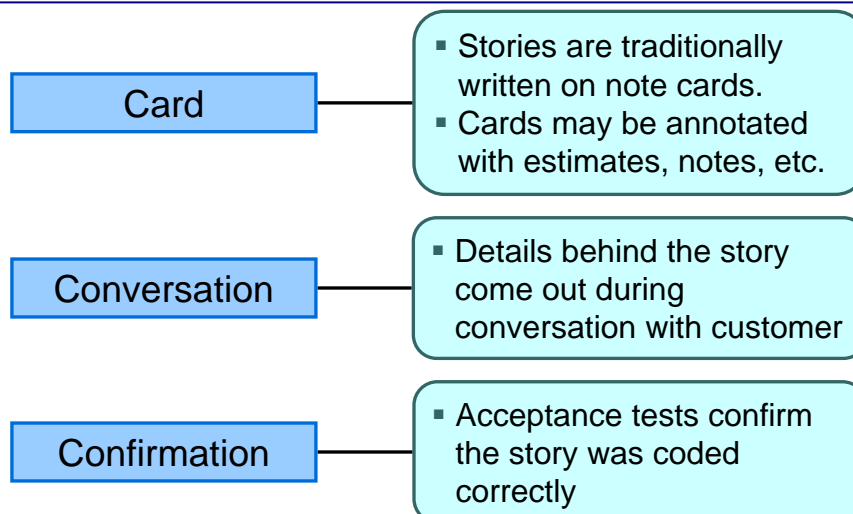 Card
▪ Stories are traditionally
written on note cards.
▪ Cards may be annotated
with estimates, notes, etc.
Conversation
▪ Details behind the story
come out during
conversation with customer
Confirmation
▪ Acceptance tests confirm
the story was coded
correctly